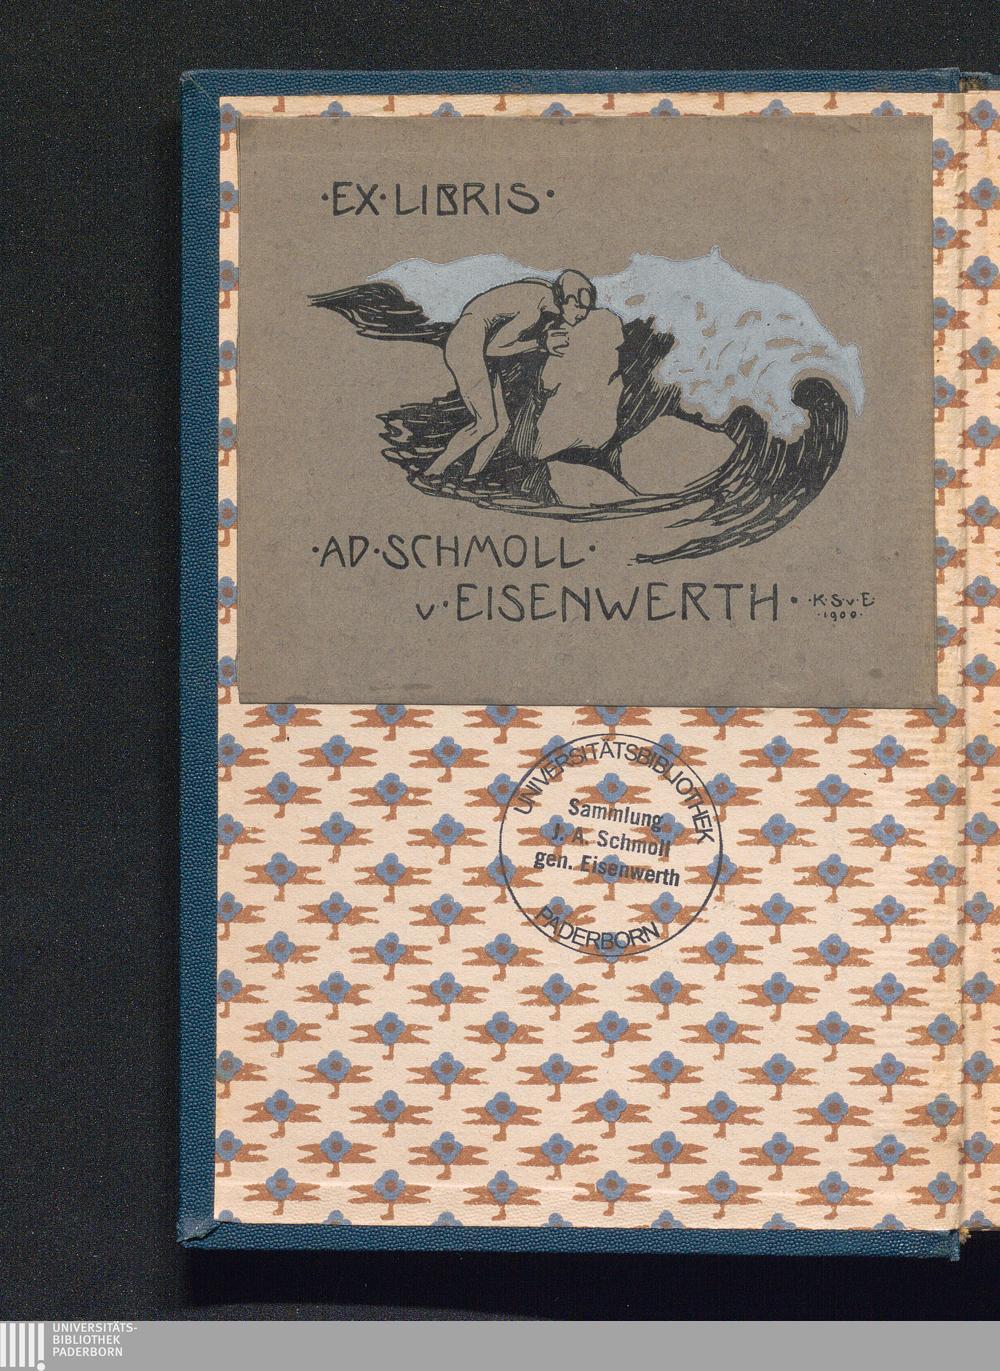 ·EX·LIBRIS·
·AD·SCHMOLL·
v·EISENWERTH·
·K·S·v·E·
·1900·
UNIVERSITÄTSBIBLIOTHEK
Sammlung
J. A. Schmoll
gen. Eisenwerth
PADERBORN
UNIVERSITÄTS-
BIBLIOTHEK
PADERBORN